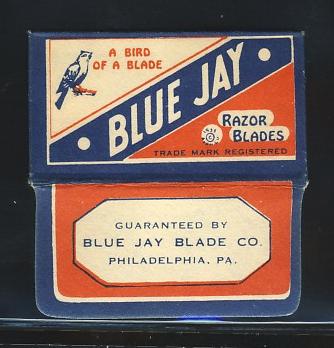 A BIRD
OF A BLADE
BLUE JAY
RAZOR
BLADES
TRADE MARK REGISTERED
GUARANTEED BY
BLUE JAY BLADE CO.
PHILADELPHIA, PA.